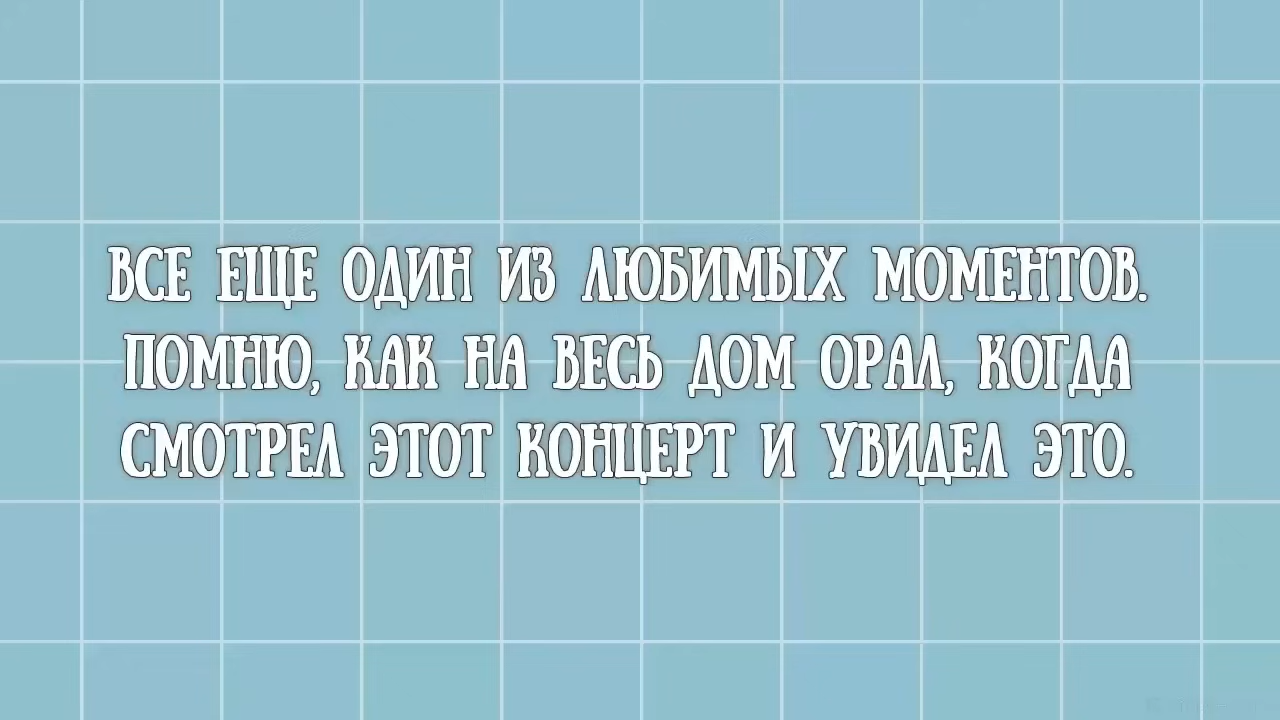 ВСЕ ЕЩЕ ОДИН ИЗ ЛЮБИМЫХ МОМЕНТОВ.
ПОМНЮ, КАК НА ВЕСЬ ДОМ ОРАЛ, КОГДА
СМОТРЕЛ ЭТОТ КОНЦЕРТ И УВИДЕЛ ЭТО.